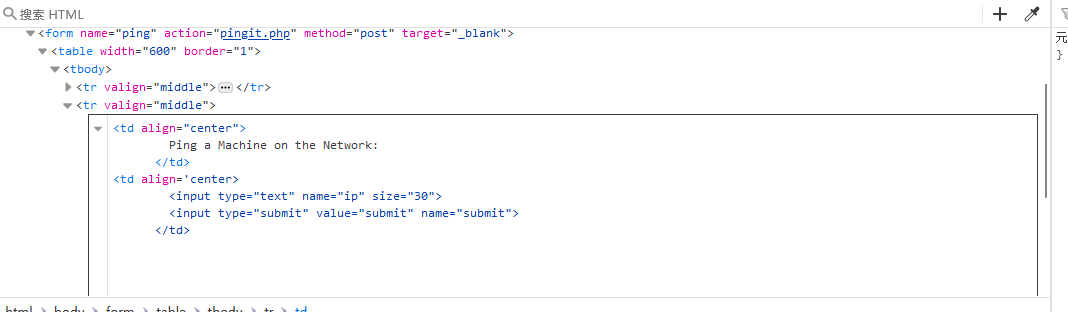 搜索 HTML
<form name="ping" action="pingit.php" method="post" target="_blank">
<table width="600" border="1">
<tbody>
<tr valign="middle"> ••• </tr>
<tr valign="middle">
<td align="center">
Ping a Machine on the Network:
</td>
<td align='center>
<input type="text" name="ip" size="30">
<input type="submit" value="submit" name="submit">
</td>
html > body > form > table > tbody > tr > td
元
}